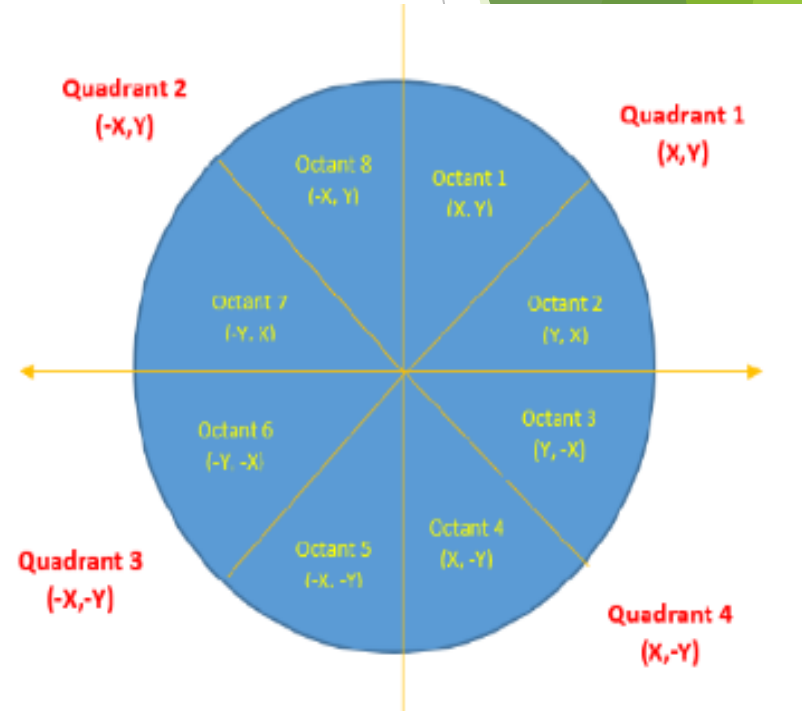 Quadrant 2
(-X,Y)
Quadrant 1
(X,Y)
Octant 8
(-X, Y)
Octant 1
(X, Y)
Octant 7
(-Y, X)
Octant 2
(Y, X)
Octant 6
(-Y, -X)
Octant 3
(Y, -X)
Octant 5
(-X, -Y)
Octant 4
(X, -Y)
Quadrant 3
(-X,-Y)
Quadrant 4
(X,-Y)